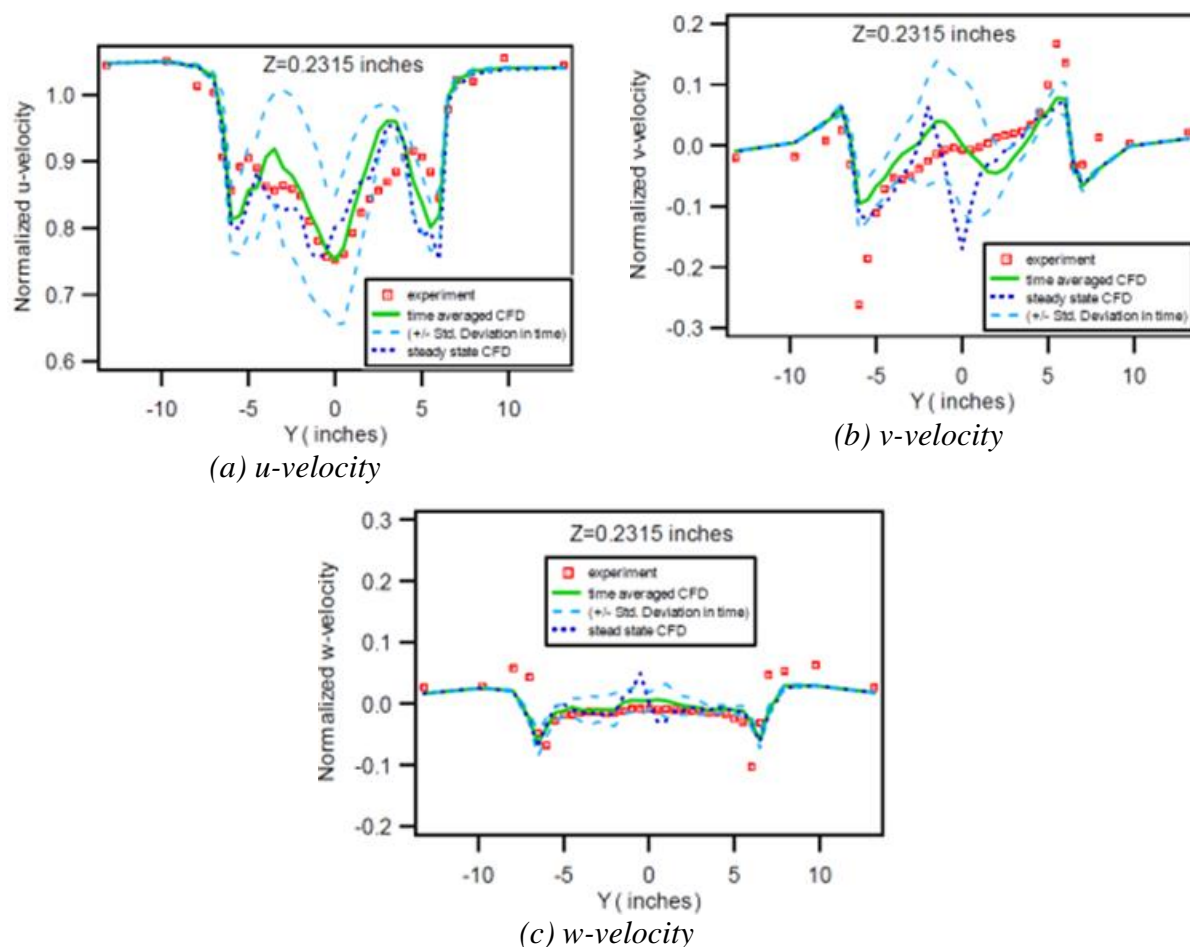 Z=0.2315 inches
Normalized u-velocity
1.0
0.9
0.8
0.7
0.6
experiment
time averaged CFD
(+/- Std. Deviation in time)
steady state CFD
-10 -5 0 5 10
Y ( inches)
(a) u-velocity
Z=0.2315 inches
Normalized v-velocity
0.2
0.1
0.0
-0.1
-0.2
-0.3
experiment
time averaged CFD
steady state CFD
(+/- Std. Deviation in time)
-10 -5 0 5 10
Y ( inches)
(b) v-velocity
Z=0.2315 inches
Normalized w-velocity
0.3
0.2
0.1
0.0
-0.1
-0.2
experiment
time averaged CFD
(+/- Std. Deviation in time)
stead state CFD
-10 -5 0 5 10
Y ( inches)
(c) w-velocity